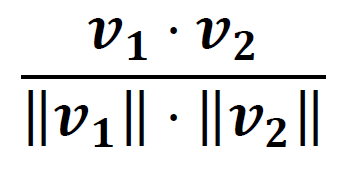 v₁ · v₂
‖v₁‖ · ‖v₂‖